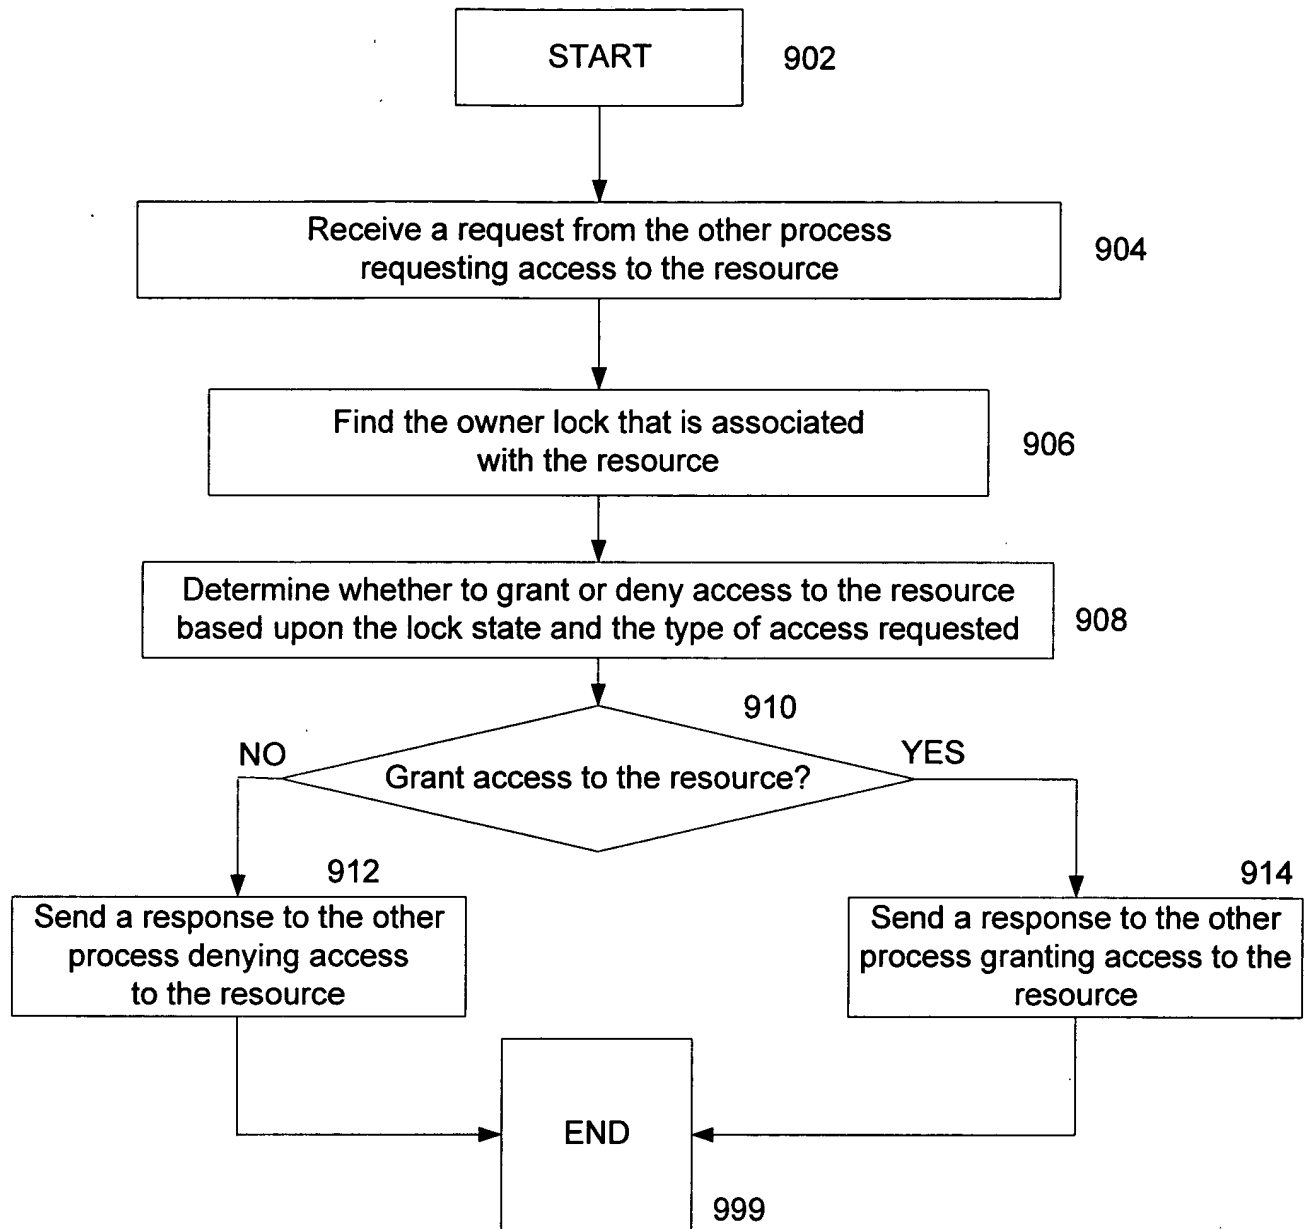 START
902
Receive a request from the other process
requesting access to the resource
904
Find the owner lock that is associated
with the resource
906
Determine whether to grant or deny access to the resource
based upon the lock state and the type of access requested
908
910
NO
YES
Grant access to the resource?
912
914
Send a response to the other
process denying access
to the resource
Send a response to the other
process granting access to the
resource
END
999